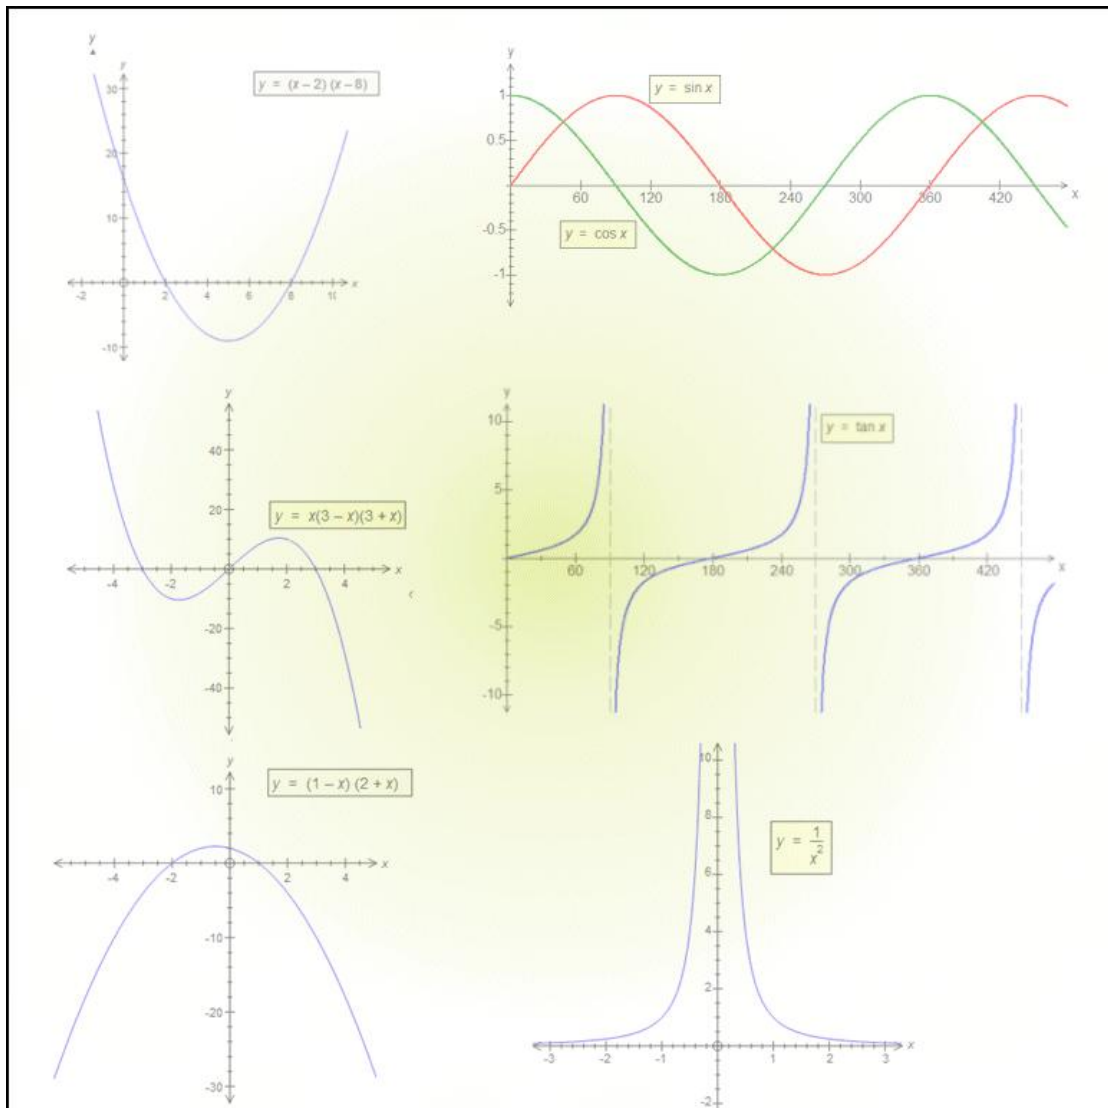 y
y
30
y = (x – 2) (x – 8)
20
10
-2 2 4 6 8 10 x
-10
y
1
y = sin x
0.5
60 120 180 240 300 360 420 x
-0.5
y = cos x
-1
y
40
20
y = x(3 – x)(3 + x)
-4 -2 2 4 x
-20
-40
y
10
y = tan x
5
60 120 180 240 300 360 420 x
-5
-10
y
10
y = (1 – x) (2 + x)
-4 -2 2 4 x
-10
-20
-30
y
10
8
y = 1/x²
6
4
2
-3 -2 -1 1 2 3 x
-2